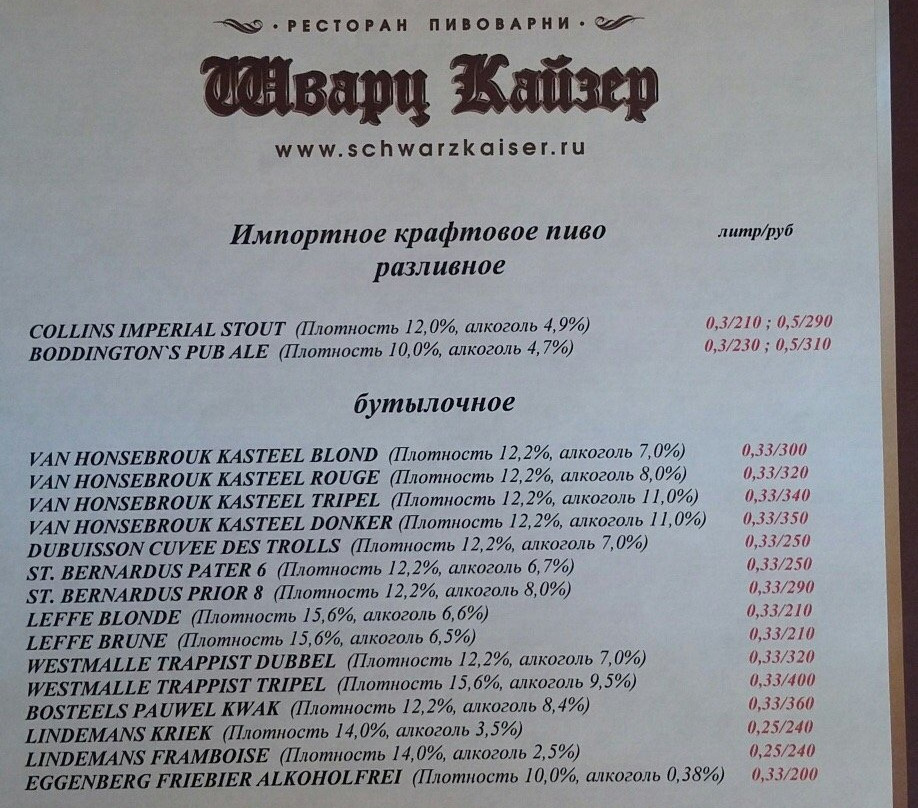 · РЕСТОРАН ПИВОВАРНИ ·
Шварц Кайзер
www.schwarzkaiser.ru
Импортное крафтовое пиво литр/руб
разливное
COLLINS IMPERIAL STOUT (Плотность 12,0%, алкоголь 4,9%) 0,3/210 ; 0,5/290
BODDINGTON`S PUB ALE (Плотность 10,0%, алкоголь 4,7%) 0,3/230 ; 0,5/310
бутылочное
VAN HONSEBROUK KASTEEL BLOND (Плотность 12,2%, алкоголь 7,0%) 0,33/300
VAN HONSEBROUK KASTEEL ROUGE (Плотность 12,2%, алкоголь 8,0%) 0,33/320
VAN HONSEBROUK KASTEEL TRIPEL (Плотность 12,2%, алкоголь 11,0%) 0,33/340
VAN HONSEBROUK KASTEEL DONKER (Плотность 12,2%, алкоголь 11,0%) 0,33/350
DUBUISSON CUVEE DES TROLLS (Плотность 12,2%, алкоголь 7,0%) 0,33/250
ST. BERNARDUS PATER 6 (Плотность 12,2%, алкоголь 6,7%) 0,33/250
ST. BERNARDUS PRIOR 8 (Плотность 12,2%, алкоголь 8,0%) 0,33/290
LEFFE BLONDE (Плотность 15,6%, алкоголь 6,6%) 0,33/210
LEFFE BRUNE (Плотность 15,6%, алкоголь 6,5%) 0,33/210
WESTMALLE TRAPPIST DUBBEL (Плотность 12,2%, алкоголь 7,0%) 0,33/320
WESTMALLE TRAPPIST TRIPEL (Плотность 15,6%, алкоголь 9,5%) 0,33/400
BOSTEELS PAUWEL KWAK (Плотность 12,2%, алкоголь 8,4%) 0,33/360
LINDEMANS KRIEK (Плотность 14,0%, алкоголь 3,5%) 0,25/240
LINDEMANS FRAMBOISE (Плотность 14,0%, алкоголь 2,5%) 0,25/240
EGGENBERG FRIEBIER ALKOHOLFREI (Плотность 10,0%, алкоголь 0,38%) 0,33/200